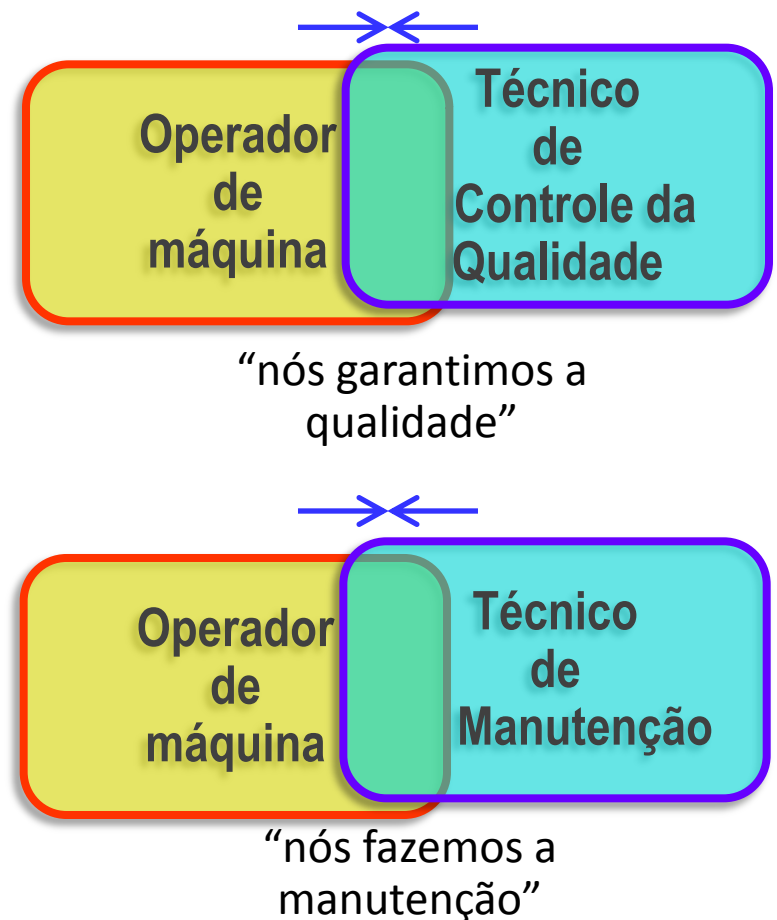 Operador
de
máquina
Técnico
de
Controle da
Qualidade
“nós garantimos a
qualidade”
Operador
de
máquina
Técnico
de
Manutenção
“nós fazemos a
manutenção”